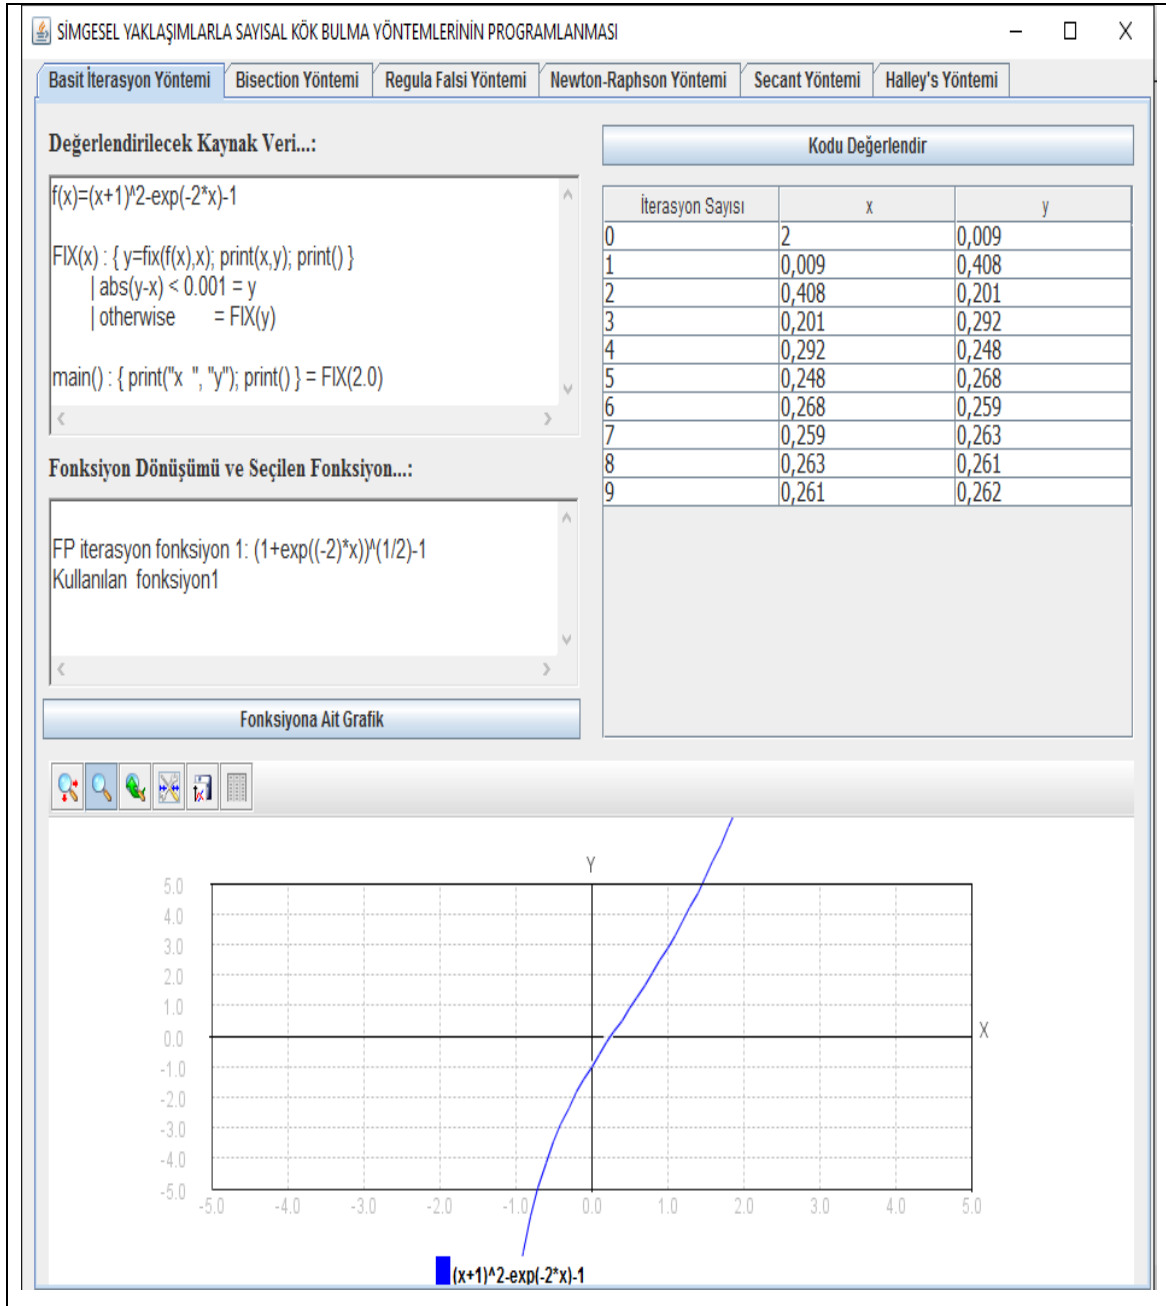 SİMGESEL YAKLAŞIMLARLA SAYISAL KÖK BULMA YÖNTEMLERİNİN PROGRAMLANMASI
Basit İterasyon Yöntemi Bisection Yöntemi Regula Falsi Yöntemi Newton-Raphson Yöntemi Secant Yöntemi Halley's Yöntemi
Değerlendirilecek Kaynak Veri...:
f(x)=(x+1)^2-exp(-2*x)-1
FIX(x) : { y=fix(f(x),x); print(x,y); print() }
| abs(y-x) < 0.001 = y
| otherwise = FIX(y)
main() : { print("x ", "y"); print() } = FIX(2.0)
Fonksiyon Dönüşümü ve Seçilen Fonksiyon...:
FP iterasyon fonksiyon 1: (1+exp((-2)*x))^(1/2)-1
Kullanılan fonksiyon1
Fonksiyona Ait Grafik
Kodu Değerlendir
İterasyon Sayısı x y
0 2 0,009
1 0,009 0,408
2 0,408 0,201
3 0,201 0,292
4 0,292 0,248
5 0,248 0,268
6 0,268 0,259
7 0,259 0,263
8 0,263 0,261
9 0,261 0,262
Y
5.0
4.0
3.0
2.0
1.0
0.0
-1.0
-2.0
-3.0
-4.0
-5.0
X
-5.0 -4.0 -3.0 -2.0 -1.0 0.0 1.0 2.0 3.0 4.0 5.0
(x+1)^2-exp(-2*x)-1